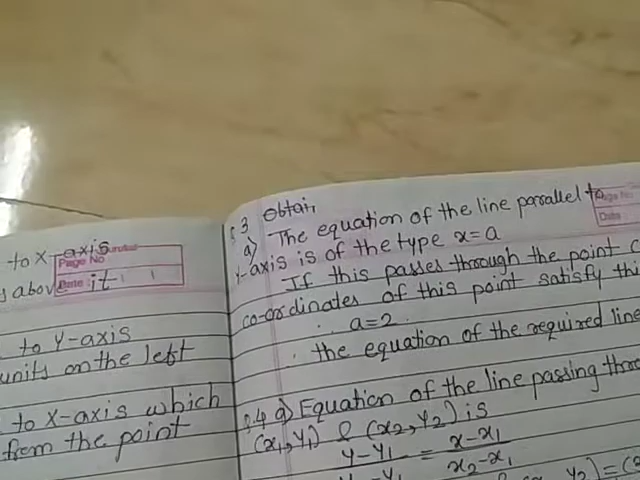 to x-axis
Page No
s above it
Date
to Y-axis
units on the left
to x-axis which
from the point
3 Obtain
a) The equation of the line parallel to
Y-axis is of the type x = a
If this passes through the point
co-ordinates of this point satisfy
∴ a=2.
∴ the equation of the required line
4 a) Equation of the line passing
(x₁, y₁) & (x₂, y₂) is
y-y₁ = x-x₁
x₂-x₁
Date